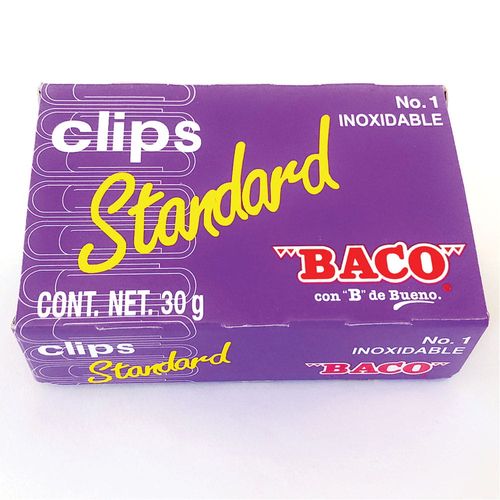 clips
Standard
No. 1
INOXIDABLE
"BACO"®
con "B" de Bueno.
CONT. NET. 30 g
clips
Standard
No. 1
INOXIDABLE
"BACO"